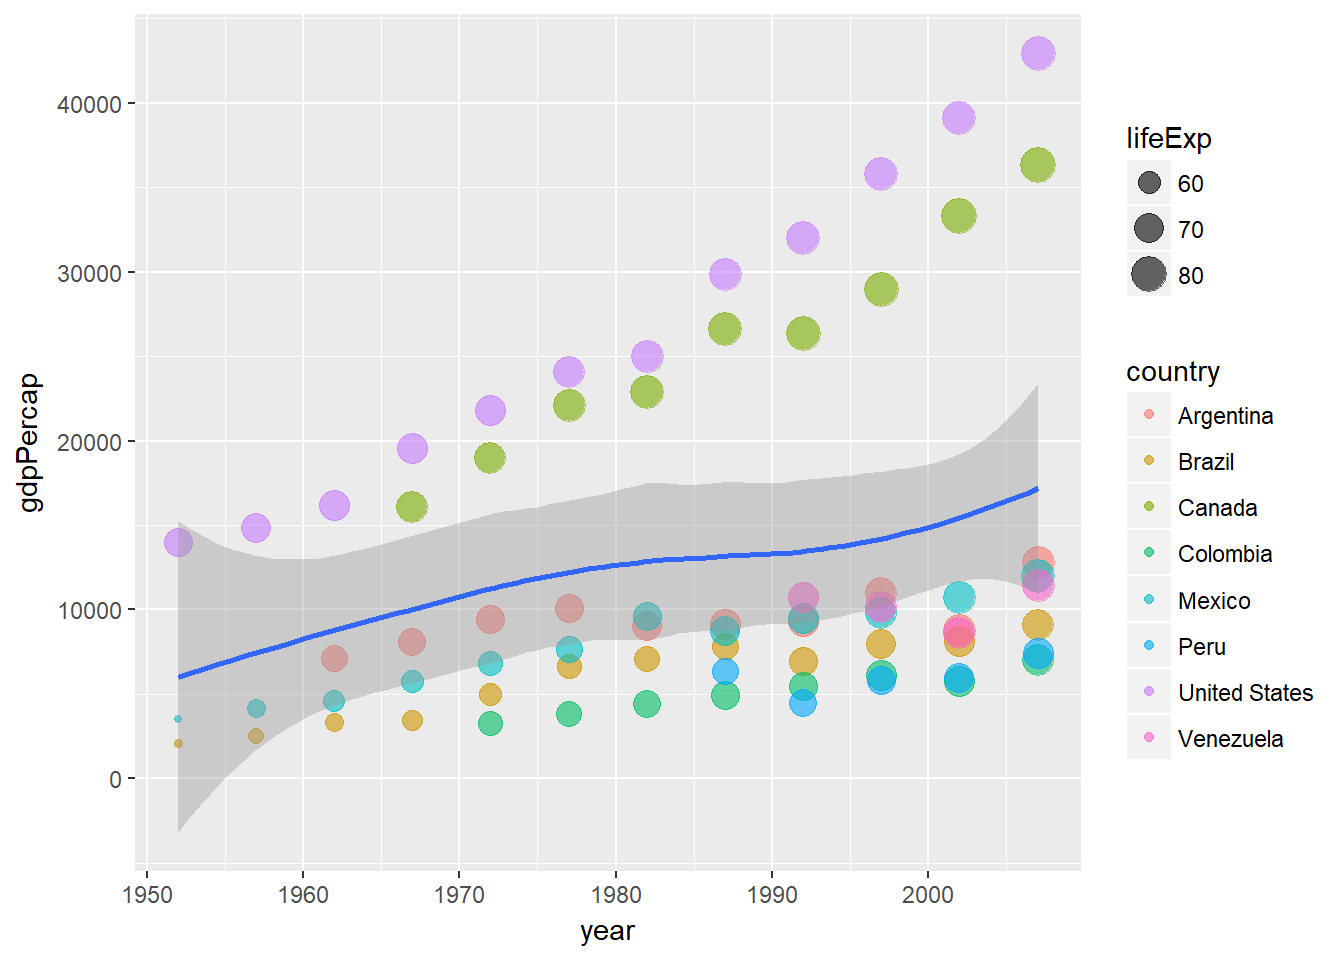 40000
30000
20000
10000
0
gdpPercap
1950
1960
1970
1980
1990
2000
year
lifeExp
60
70
80
country
Argentina
Brazil
Canada
Colombia
Mexico
Peru
United States
Venezuela